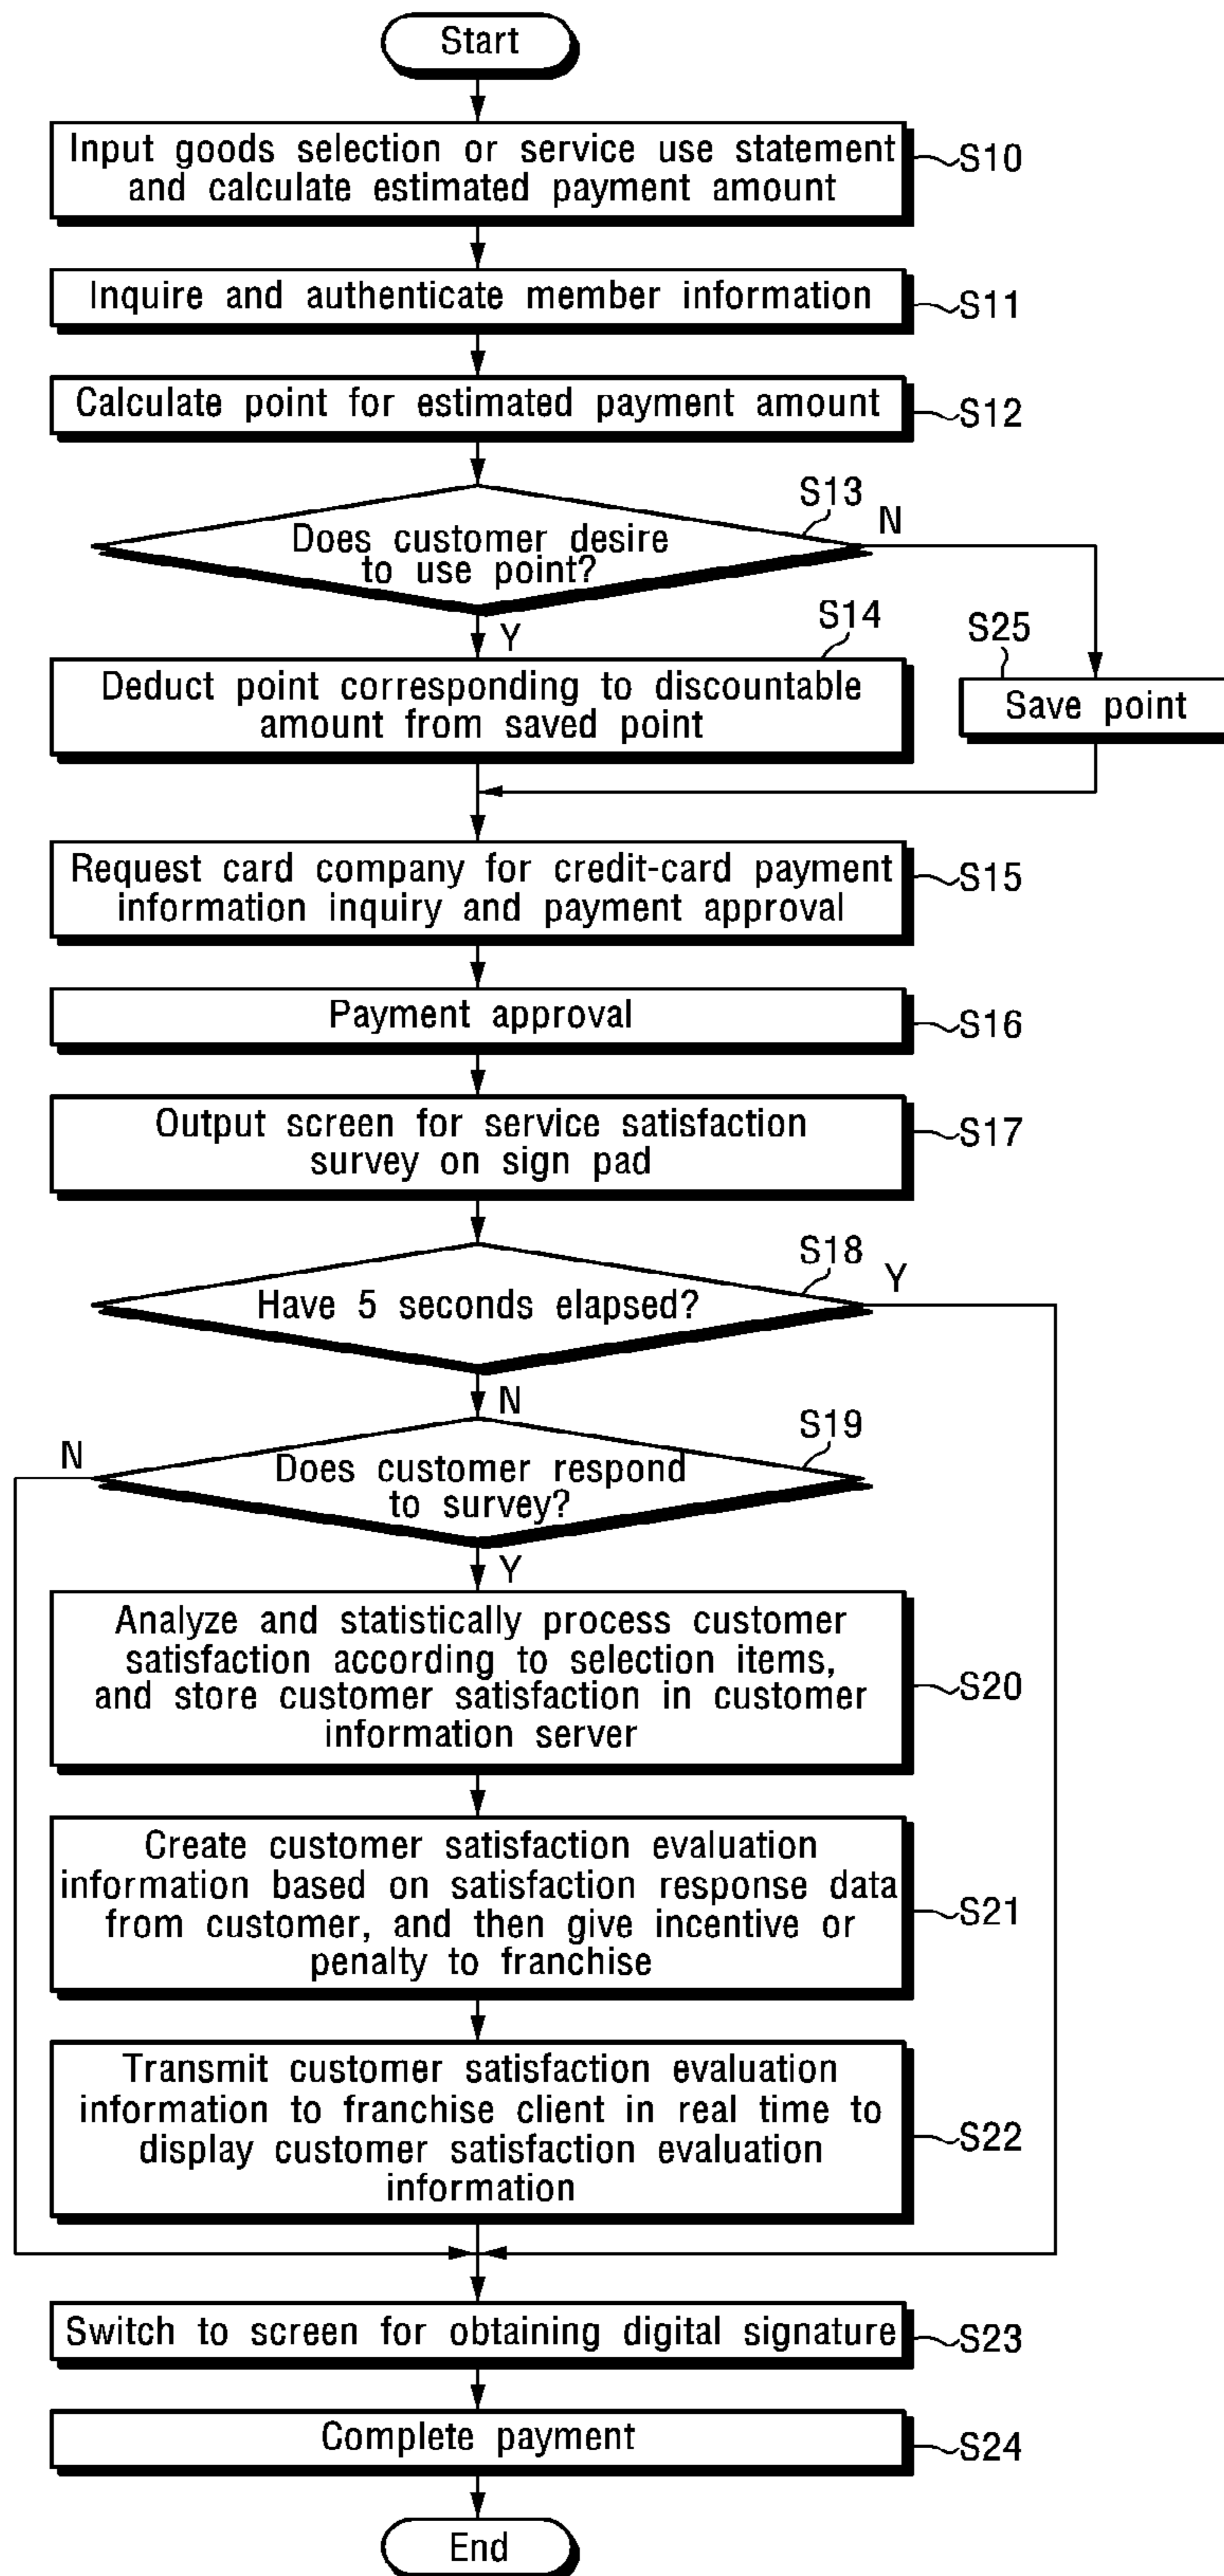 Start
Input goods selection or service use statement
and calculate estimated payment amount
S10
Inquire and authenticate member information
S11
Calculate point for estimated payment amount
S12
S13
N
Does customer desire
to use point?
Y
S14
S25
Deduct point corresponding to discountable
amount from saved point
Save point
Request card company for credit-card payment
information inquiry and payment approval
S15
Payment approval
S16
Output screen for service satisfaction
survey on sign pad
S17
S18
Y
Have 5 seconds elapsed?
N
S19
N
Does customer respond
to survey?
Y
Analyze and statistically process customer
satisfaction according to selection items,
and store customer satisfaction in customer
information server
S20
Create customer satisfaction evaluation
information based on satisfaction response data
from customer, and then give incentive or
penalty to franchise
S21
Transmit customer satisfaction evaluation
information to franchise client in real time to
display customer satisfaction evaluation
information
S22
Switch to screen for obtaining digital signature
S23
Complete payment
S24
End